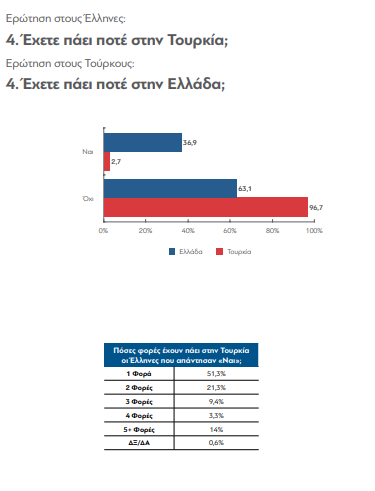 Ερώτηση στους Έλληνες:
4. Έχετε πάει ποτέ στην Τουρκία;
Ερώτηση στους Τούρκους:
4. Έχετε πάει ποτέ στην Ελλάδα;
Ναι
36,9
2,7
Όχι
63,1
96,7
0% 20% 40% 60% 80% 100%
Ελλάδα Τουρκία
Πόσες φορές έχουν πάει στην Τουρκία
οι Έλληνες που απάντησαν «Ναι»;
1 Φορά 51,3%
2 Φορές 21,3%
3 Φορές 9,4%
4 Φορές 3,3%
5+ Φορές 14%
ΔΞ/ΔΑ 0,6%